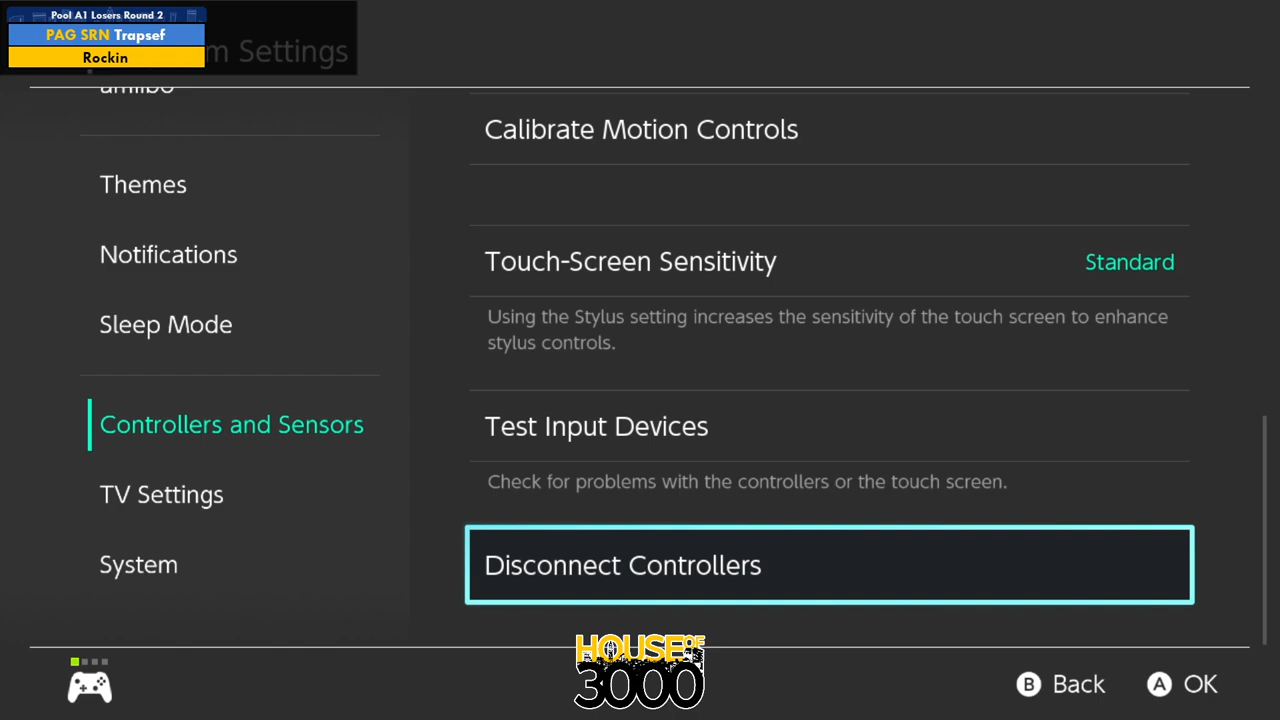 Pool A1 Losers Round 2
PAG SRN Trapsef
Rockin
m Settings
amiibo
Themes
Notifications
Sleep Mode
Controllers and Sensors
TV Settings
System
Calibrate Motion Controls
Touch-Screen Sensitivity Standard
Using the Stylus setting increases the sensitivity of the touch screen to enhance
stylus controls.
Test Input Devices
Check for problems with the controllers or the touch screen.
Disconnect Controllers
HOUSE OF
3000
B Back A OK